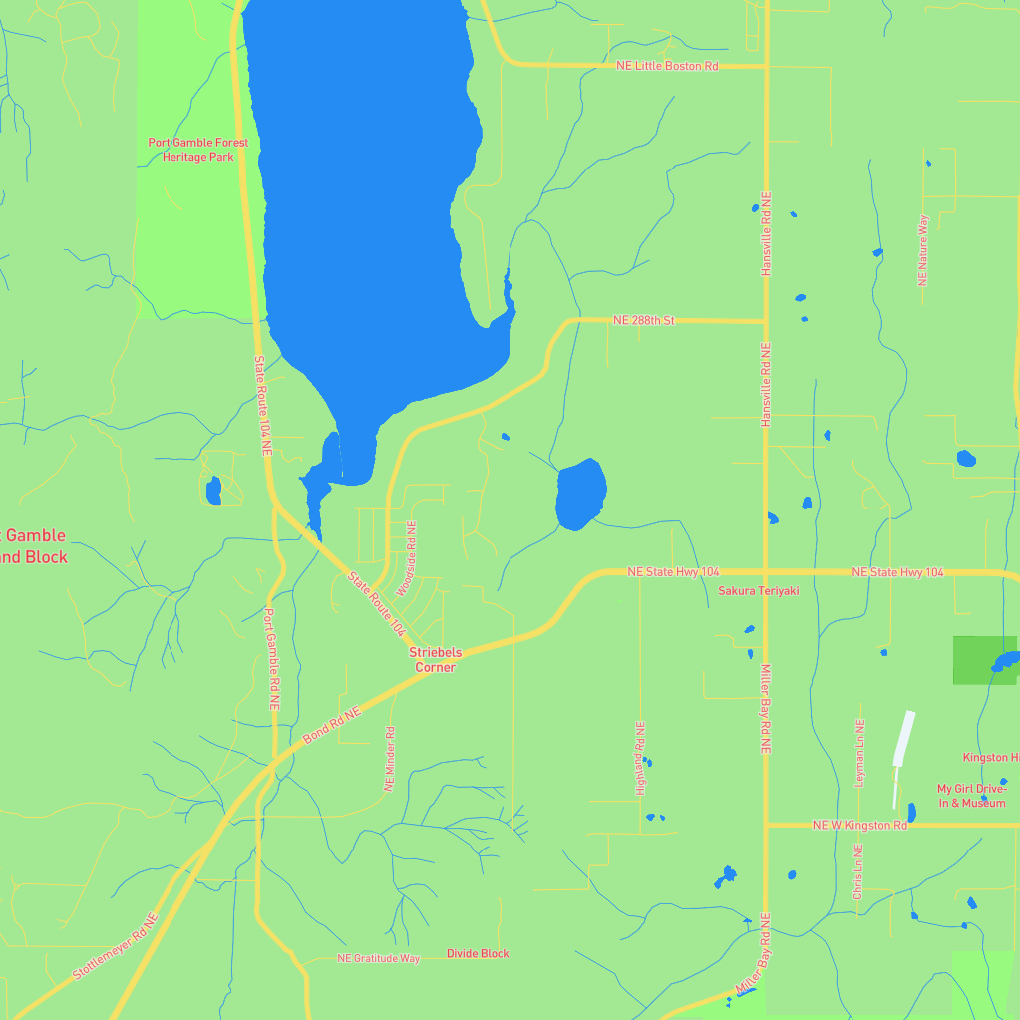 NE Little Boston Rd
Port Gamble Forest
Heritage Park
Hansville Rd NE
NE Nature Way
NE 288th St
State Route 104 NE
Hansville Rd NE
Gamble
Block
Woodside Rd NE
NE State Hwy 104
NE State Hwy 104
State Route 104
Sakura Teriyaki
Port Gamble Rd NE
Striebels
Corner
Miller Bay Rd NE
Bond Rd NE
NE Minder Rd
Highland Rd NE
Leyman Ln NE
Kingston
My Girl Drive-
In & Museum
NE W Kingston Rd
Chris Ln NE
Stottlemeyer Rd NE
NE Gratitude Way
Divide Block
Miller Bay Rd NE